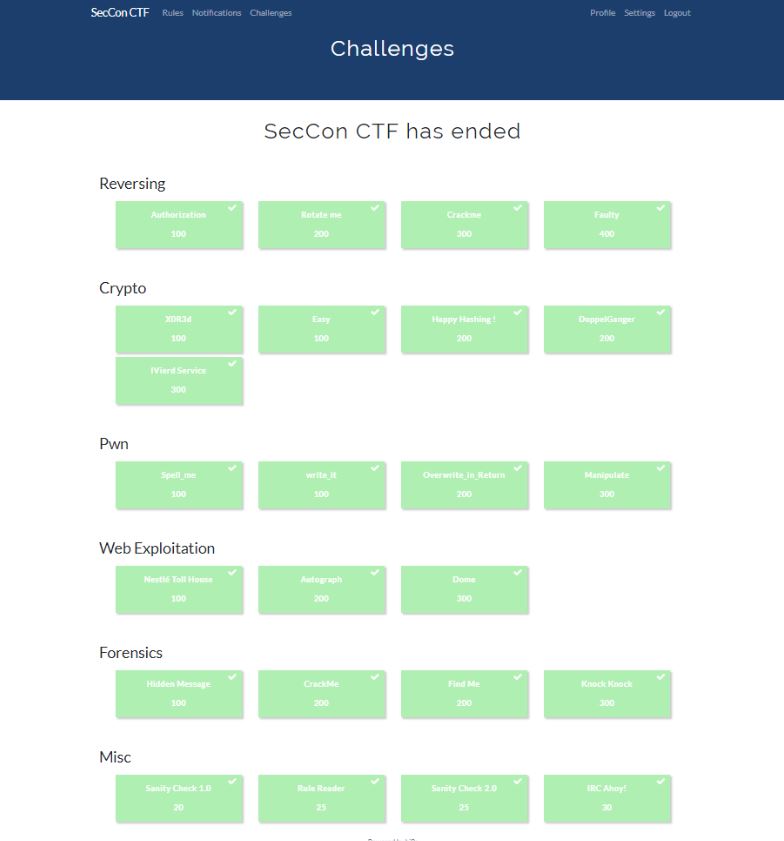 SecCon CTF Rules Notifications Challenges Profile Settings Logout
Challenges
SecCon CTF has ended
Reversing
Authorization Rotate me Crackme Faulty
100 200 300 400
Crypto
X0R3d Easy Happy Hashing ! DoppelGanger
100 100 200 200
IVierd Service
300
Pwn
Spell_me write_it Overwrite_in_Return Manipulate
100 100 200 300
Web Exploitation
Nestlé Toll House Autograph Dome
100 200 300
Forensics
Hidden Message CrackMe Find Me Knock Knock
100 200 200 300
Misc
Sanity Check 1.0 Rule Reader Sanity Check 2.0 IRC Ahoy!
20 25 25 30